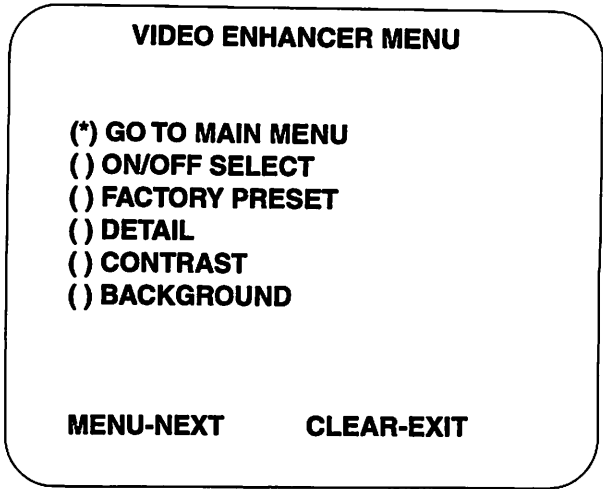 VIDEO ENHANCER MENU
(*) GO TO MAIN MENU
( ) ON/OFF SELECT
( ) FACTORY PRESET
( ) DETAIL
( ) CONTRAST
( ) BACKGROUND
MENU-NEXT CLEAR-EXIT